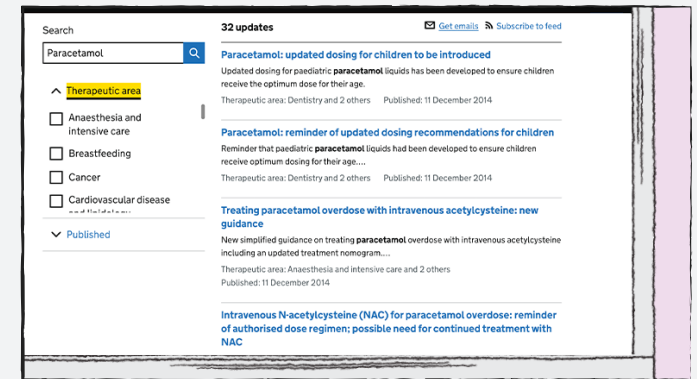 Search
Paracetamol
Therapeutic area
Anaesthesia and
intensive care
Breastfeeding
Cancer
Cardiovascular disease
and lipidology
Published
32 updates
Get emails
Subscribe to feed
Paracetamol: updated dosing for children to be introduced
Updated dosing for paediatric paracetamol liquids has been developed to ensure children
receive the optimum dose for their age.
Therapeutic area: Dentistry and 2 others Published: 11 December 2014
Paracetamol: reminder of updated dosing recommendations for children
Reminder that paediatric paracetamol liquids had been developed to ensure children
receive optimum dosing for their age....
Therapeutic area: Dentistry and 2 others Published: 11 December 2014
Treating paracetamol overdose with intravenous acetylcysteine: new
guidance
New simplified guidance on treating paracetamol overdose with intravenous acetylcysteine
including an updated treatment nomogram....
Therapeutic area: Anaesthesia and intensive care and 2 others
Published: 11 December 2014
Intravenous N-acetylcysteine (NAC) for paracetamol overdose: reminder
of authorised dose regimen; possible need for continued treatment with
NAC